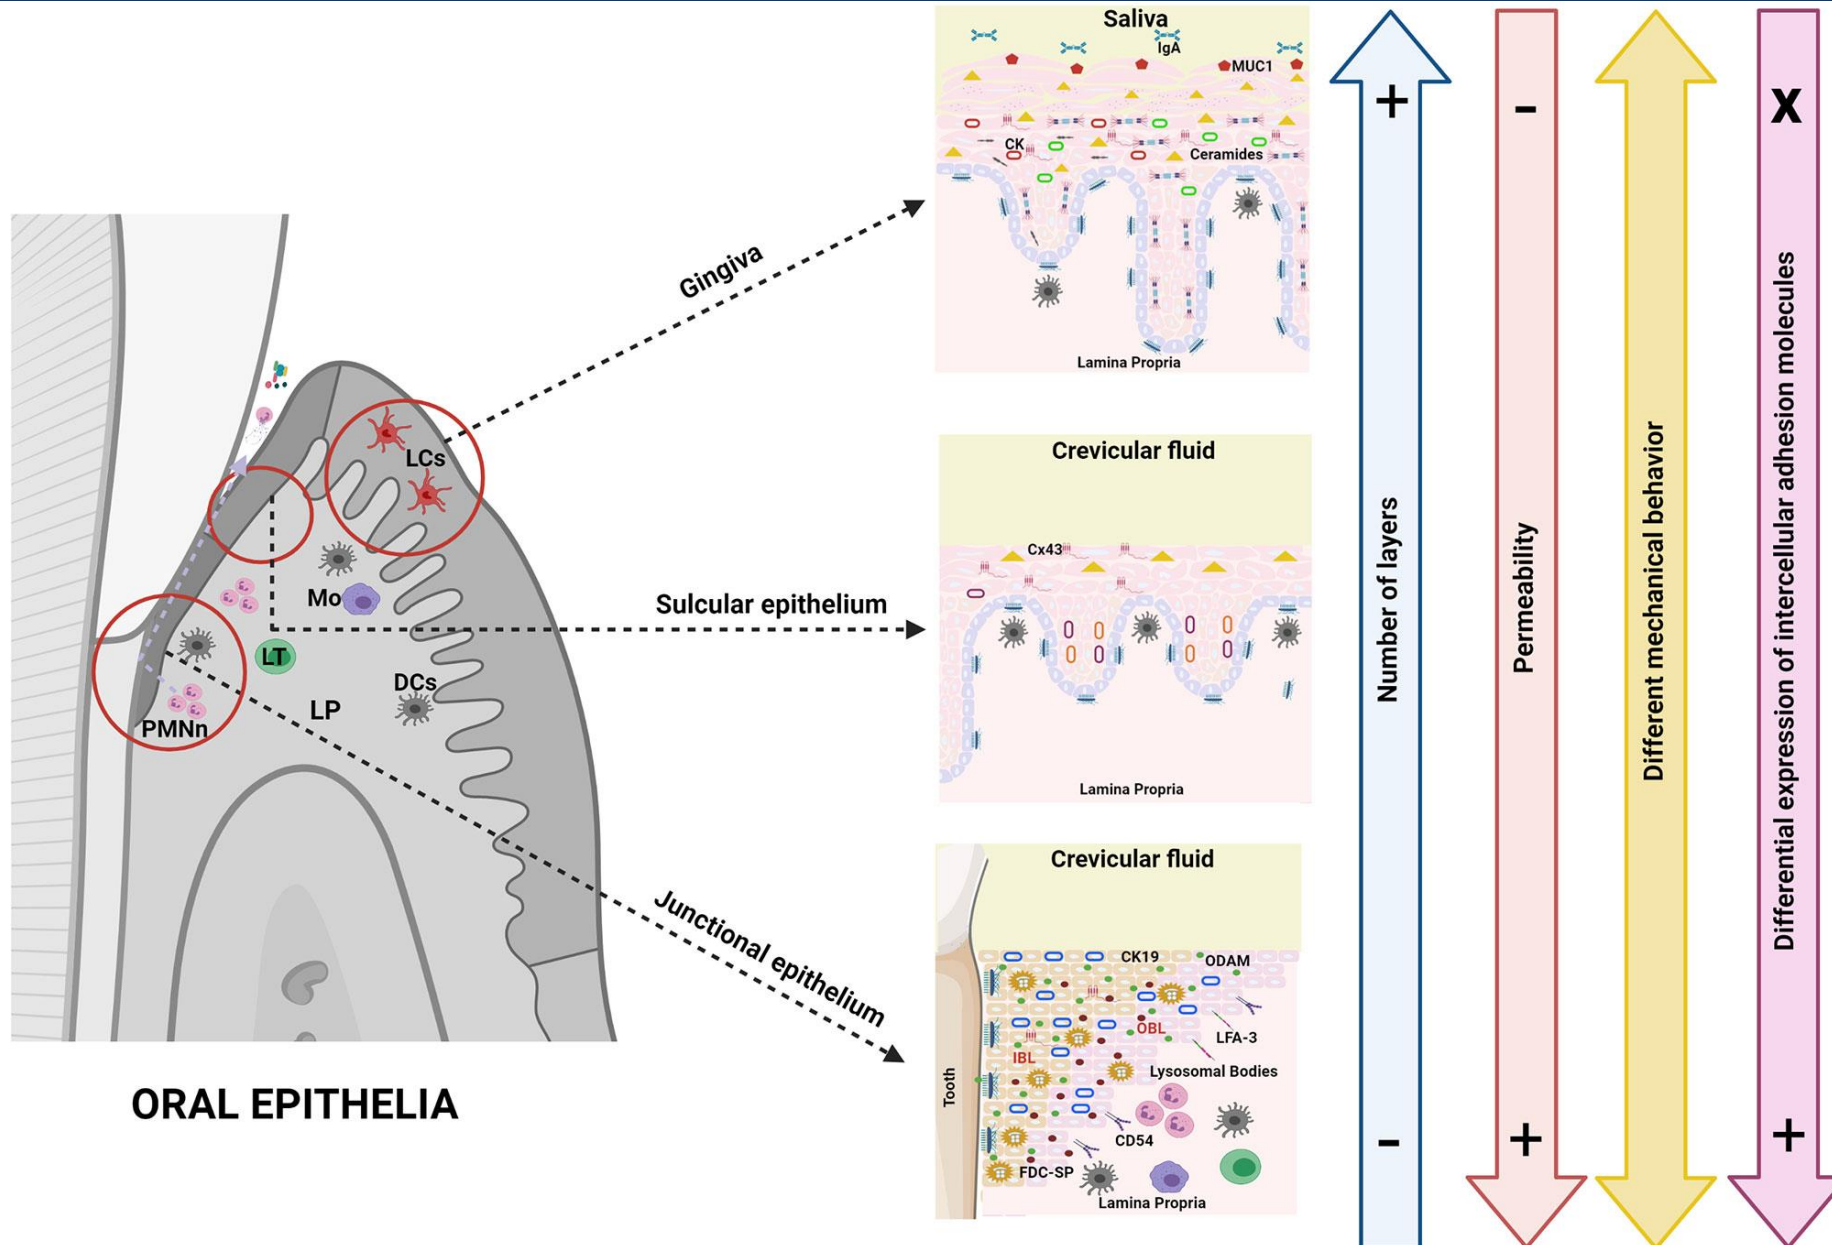 Saliva
IgA
MUC1
CK
Ceramides
Lamina Propria
Gingiva
LCs
Mo
LT
DCs
LP
PMNn
Sulcular epithelium
Junctional epithelium
ORAL EPITHELIA
Crevicular fluid
Cx43
Lamina Propria
Crevicular fluid
CK19
ODAM
OBL
LFA-3
IBL
Lysosomal Bodies
Tooth
CD54
FDC-SP
Lamina Propria
+
Number of layers
-
-
Permeability
+
Different mechanical behavior
X
Differential expression of intercellular adhesion molecules
+